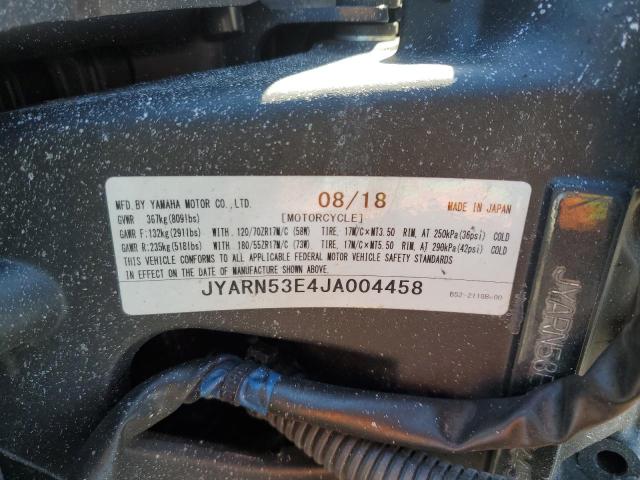 MFD.BY YAMAHA MOTOR CO.,LTD. 08/18 MADE IN JAPAN
GVWR 367kg(809lbs) [MOTORCYCLE]
GAWR F:132kg(291lbs) WITH . 120/70ZR17M/C (58W) TIRE, 17M/C×MT3.50 RIM, AT 250kPa(36psi) COLD
GAWR R:235kg(518lbs) WITH . 180/55ZR17M/C (73W) TIRE, 17M/C×MT5.50 RIM, AT 290kPa(42psi) COLD
THIS VEHICLE CONFORMS TO ALL APPLICABLE FEDERAL MOTOR VEHICLE SAFETY STANDARDS
IN EFFECT ON THE DATE OF MANUFACTURE SHOWN ABOVE.
JYARN53E4JA004458